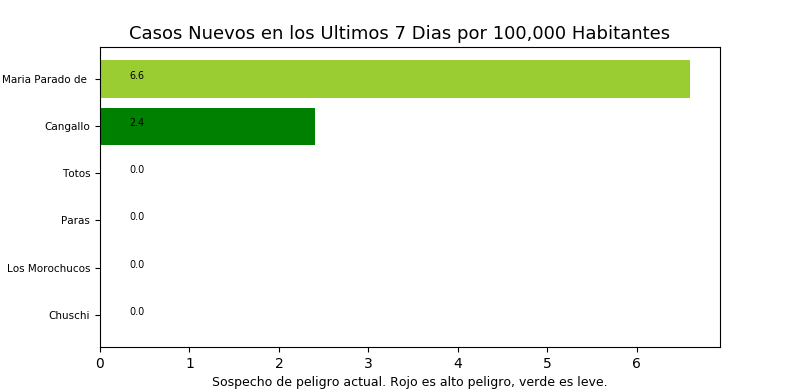 Casos Nuevos en los Ultimos 7 Dias por 100,000 Habitantes
Maria Parado de
6.6
Cangallo
2.4
Totos
0.0
Paras
0.0
Los Morochucos
0.0
Chuschi
0.0
0 1 2 3 4 5 6
Sospecho de peligro actual. Rojo es alto peligro, verde es leve.